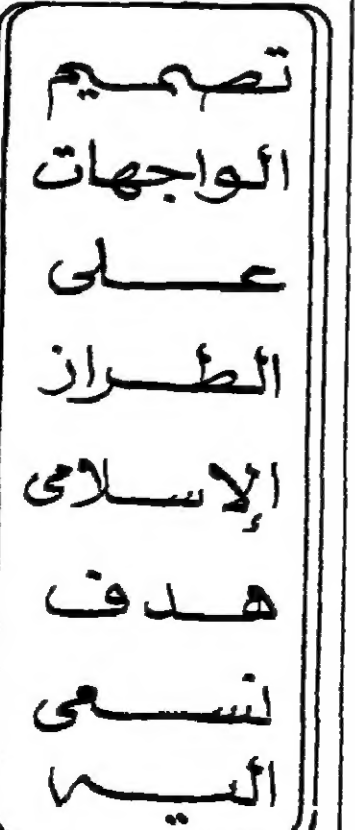 تصميم
الواجهات
على
الطراز
الإسلامى
هدف
نسعى
اليه